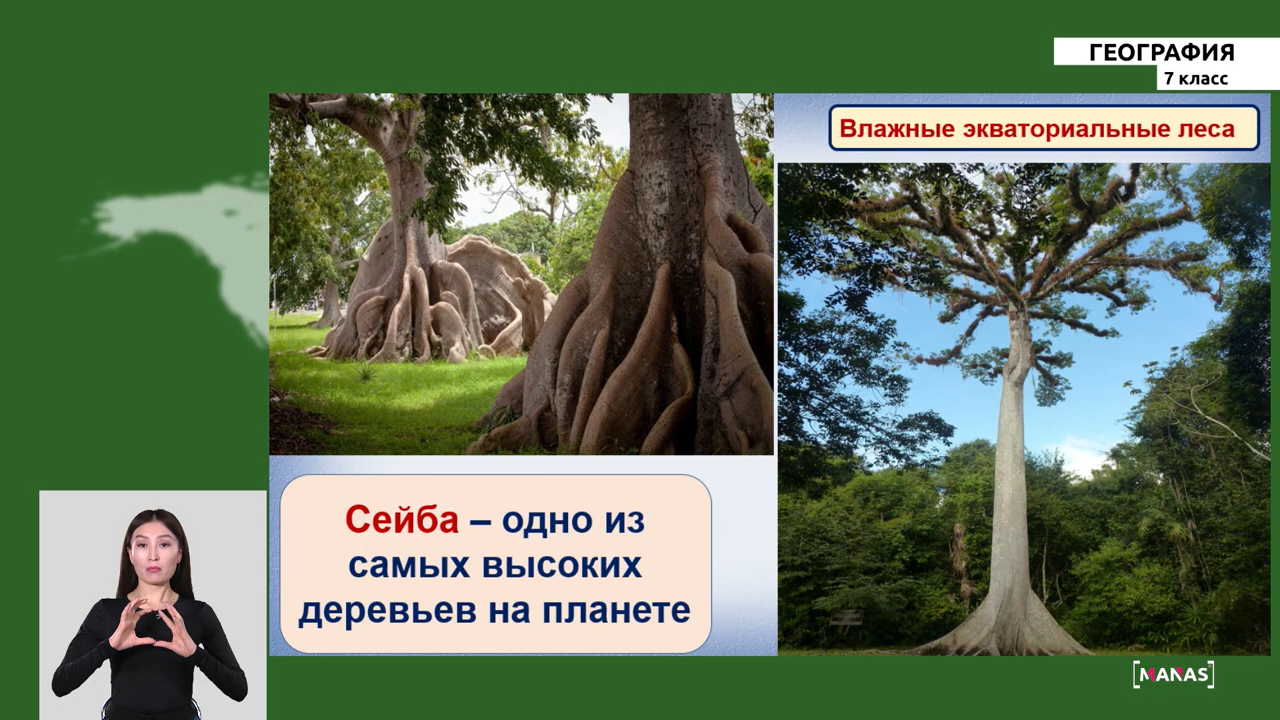 ГЕОГРАФИЯ
7 класс
Влажные экваториальные леса
Сейба – одно из
самых высоких
деревьев на планете
[MANAS]